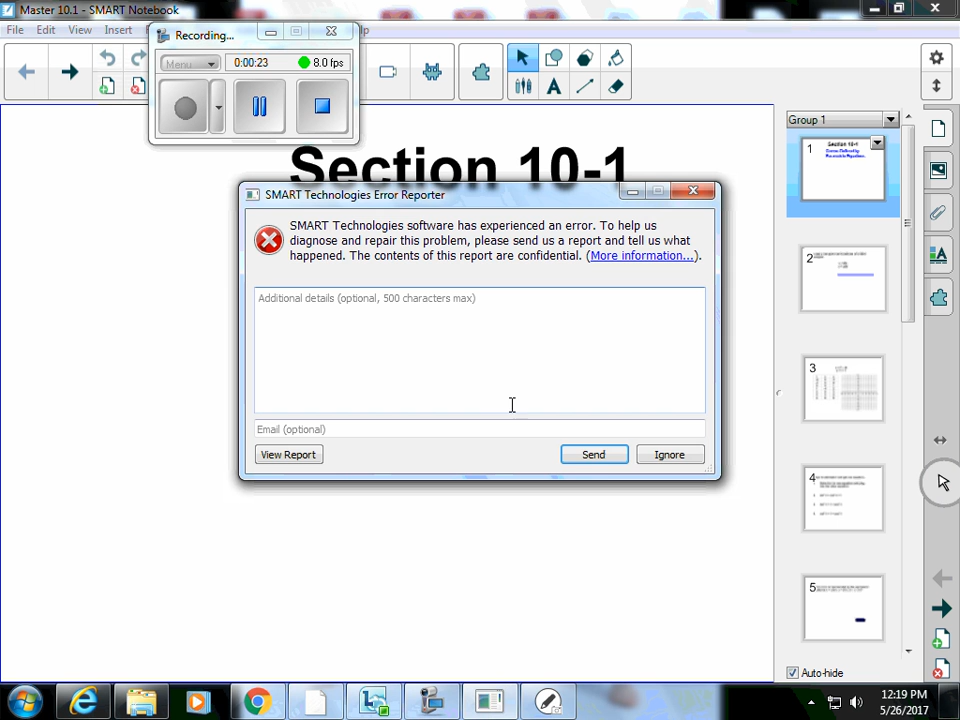 Master 10.1 - SMART Notebook
File Edit View Insert
Recording...
Menu 0:00:23 8.0 fps
Section 10-1
SMART Technologies Error Reporter
SMART Technologies software has experienced an error. To help us
diagnose and repair this problem, please send us a report and tell us what
happened. The contents of this report are confidential. (More information...).
Additional details (optional, 500 characters max)
Email (optional)
View Report Send Ignore
Group 1
1
Section 10-1
2
3
4
5
Auto-hide
12:19 PM
5/26/2017